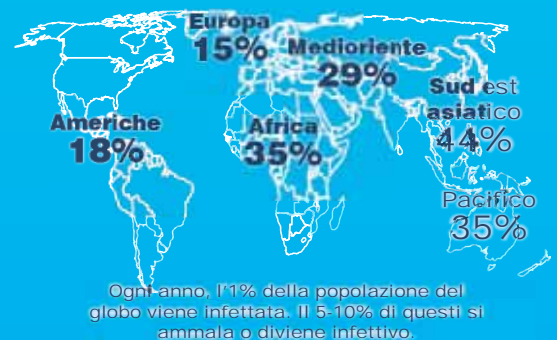 Europa
15%
Medioriente
29%
Sud est
asiatico
44%
Americhe
18%
Africa
35%
Pacifico
35%
Ogni anno, l'1% della popolazione del
globo viene infettata. Il 5-10% di questi si
ammala o diviene infettivo.